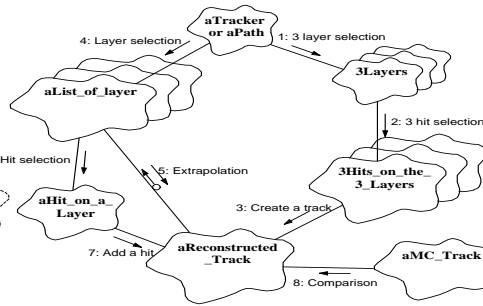 aTracker
or aPath
4: Layer selection
1: 3 layer selection
aList_of_layer
3Layers
2: 3 hit selection
Hit selection
5: Extrapolation
3Hits_on_the_
3_Layers
aHit_on_a_
Layer
3: Create a track
7: Add a hit
aReconstructed
_Track
aMC_Track
8: Comparison